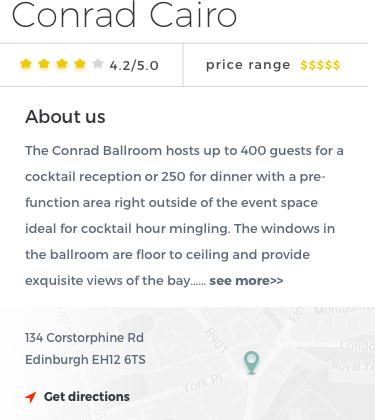 Conrad Cairo
4.2/5.0
price range $$$$$
About us
The Conrad Ballroom hosts up to 400 guests for a
cocktail reception or 250 for dinner with a pre-
function area right outside of the event space
ideal for cocktail hour mingling. The windows in
the ballroom are floor to ceiling and provide
exquisite views of the bay...... see more>>
134 Corstorphine Rd
Edinburgh EH12 6TS
Get directions
B901
York Pl
Montgom
Londo
Royal Te